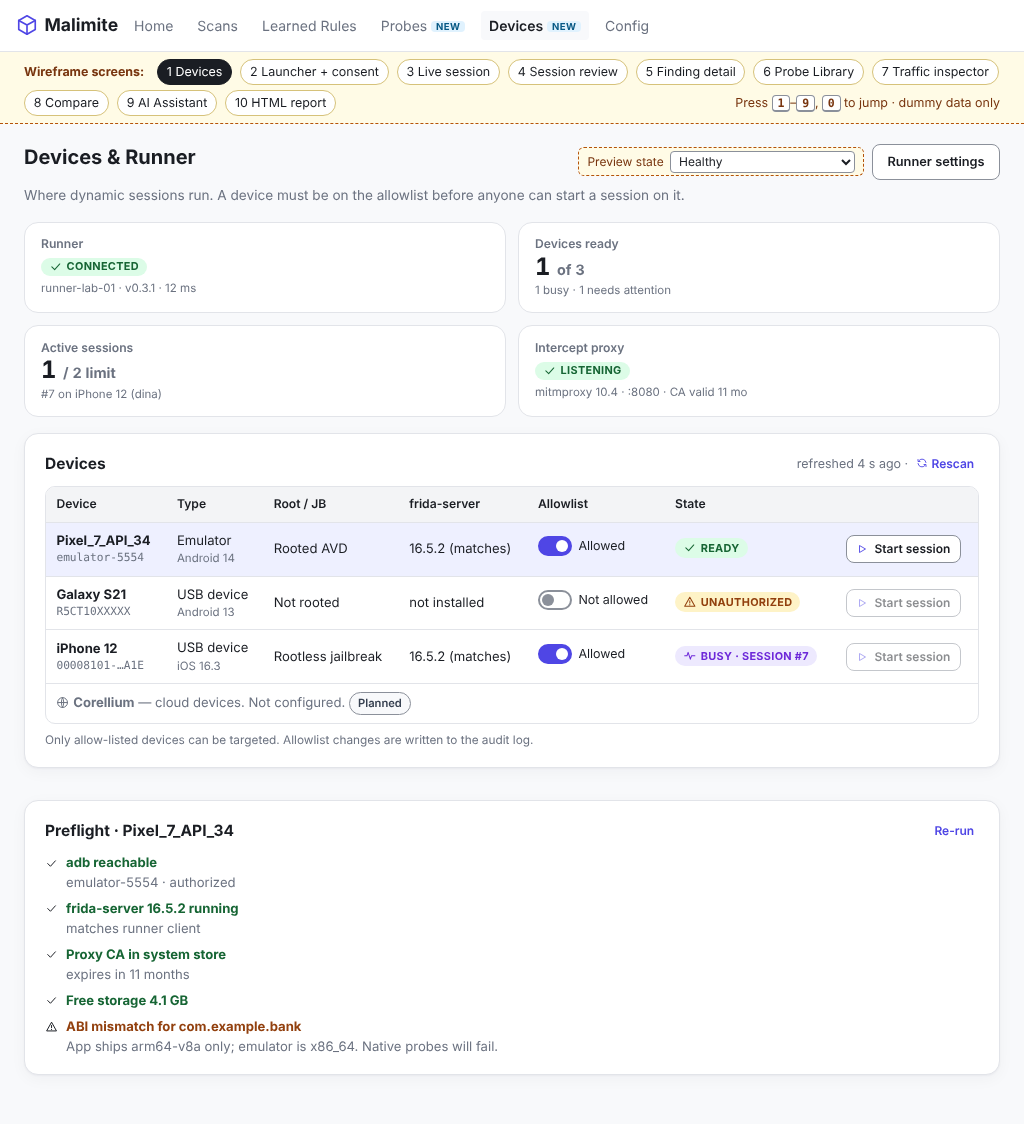 Malimite Home Scans Learned Rules Probes NEW Devices NEW Config
Wireframe screens: 1 Devices 2 Launcher + consent 3 Live session 4 Session review 5 Finding detail 6 Probe Library 7 Traffic inspector
8 Compare 9 AI Assistant 10 HTML report Press 1–9, 0 to jump · dummy data only
Devices & Runner Preview state Healthy Runner settings
Where dynamic sessions run. A device must be on the allowlist before anyone can start a session on it.
Runner
CONNECTED
runner-lab-01 · v0.3.1 · 12 ms
Devices ready
1 of 3
1 busy · 1 needs attention
Active sessions
1 / 2 limit
#7 on iPhone 12 (dina)
Intercept proxy
LISTENING
mitmproxy 10.4 · :8080 · CA valid 11 mo
Devices refreshed 4 s ago · Rescan
Device Type Root / JB frida-server Allowlist State
Pixel_7_API_34 Emulator Rooted AVD 16.5.2 (matches) Allowed READY Start session
emulator-5554 Android 14
Galaxy S21 USB device Not rooted not installed Not allowed UNAUTHORIZED Start session
R5CT10XXXXX Android 13
iPhone 12 USB device Rootless jailbreak 16.5.2 (matches) Allowed BUSY · SESSION #7 Start session
00008101-…A1E iOS 16.3
Corellium — cloud devices. Not configured. Planned
Only allow-listed devices can be targeted. Allowlist changes are written to the audit log.
Preflight · Pixel_7_API_34 Re-run
adb reachable
emulator-5554 · authorized
frida-server 16.5.2 running
matches runner client
Proxy CA in system store
expires in 11 months
Free storage 4.1 GB
ABI mismatch for com.example.bank
App ships arm64-v8a only; emulator is x86_64. Native probes will fail.